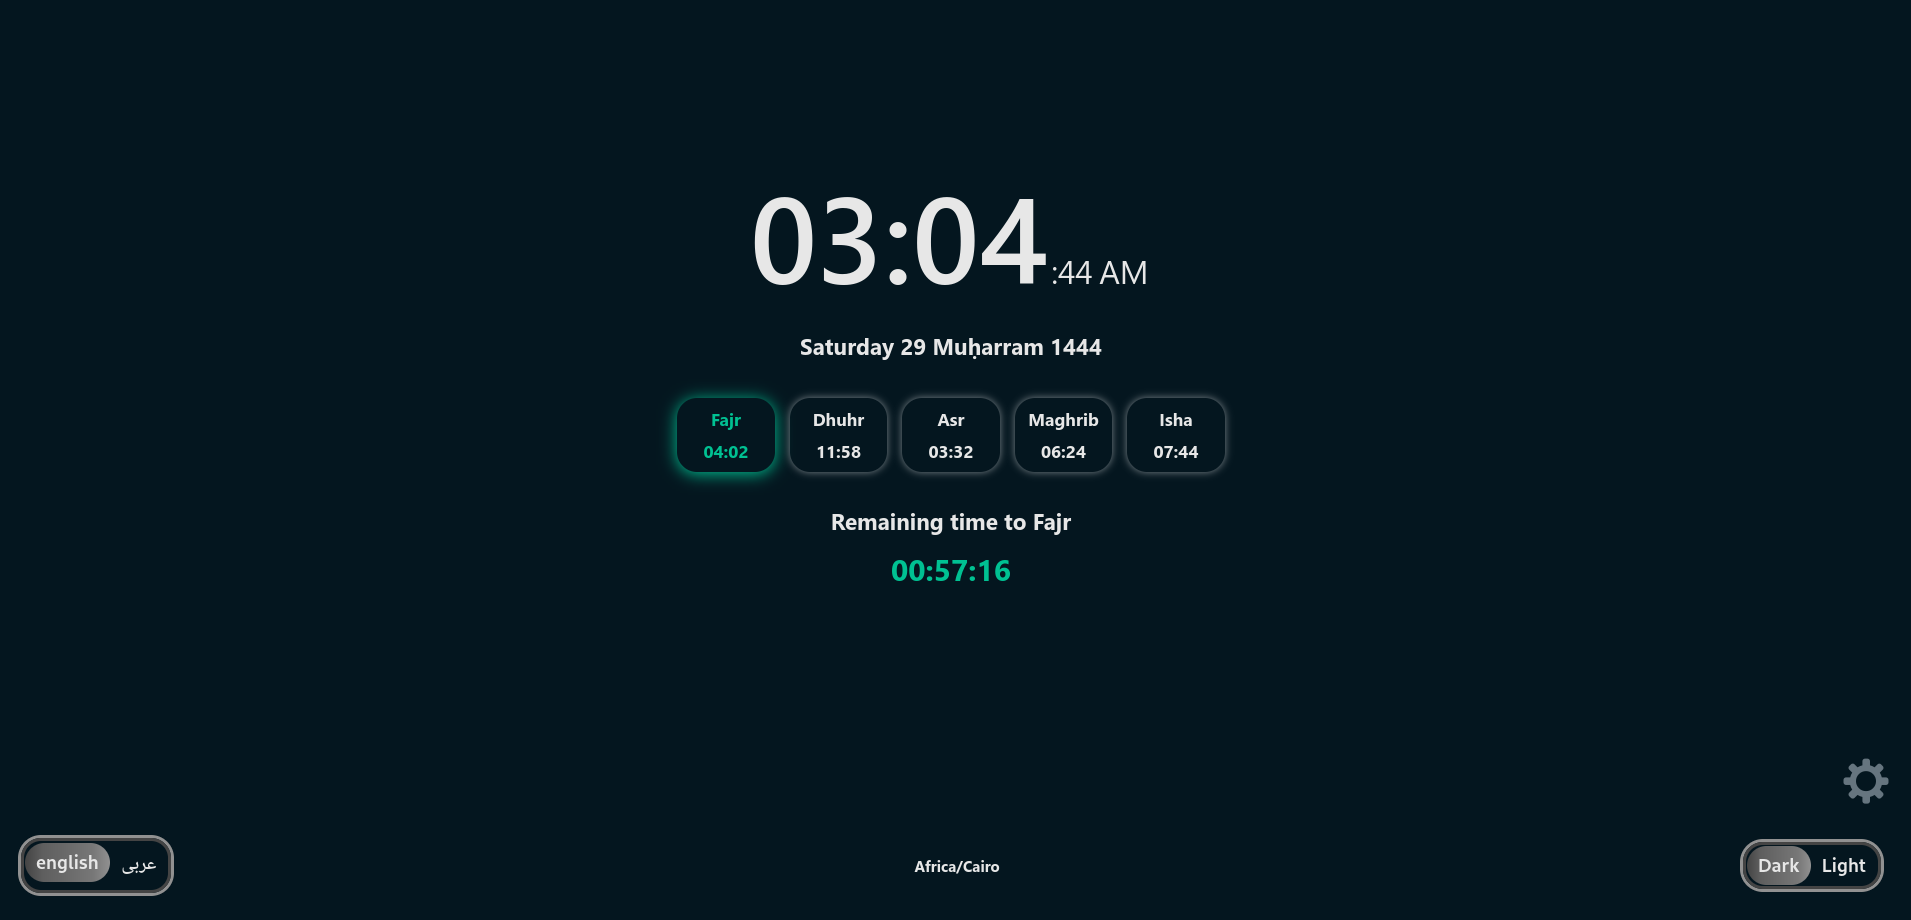 03:04:44 AM
Saturday 29 Muḥarram 1444
Fajr Dhuhr Asr Maghrib Isha
04:02 11:58 03:32 06:24 07:44
Remaining time to Fajr
00:57:16
english عربى
Africa/Cairo
Dark Light